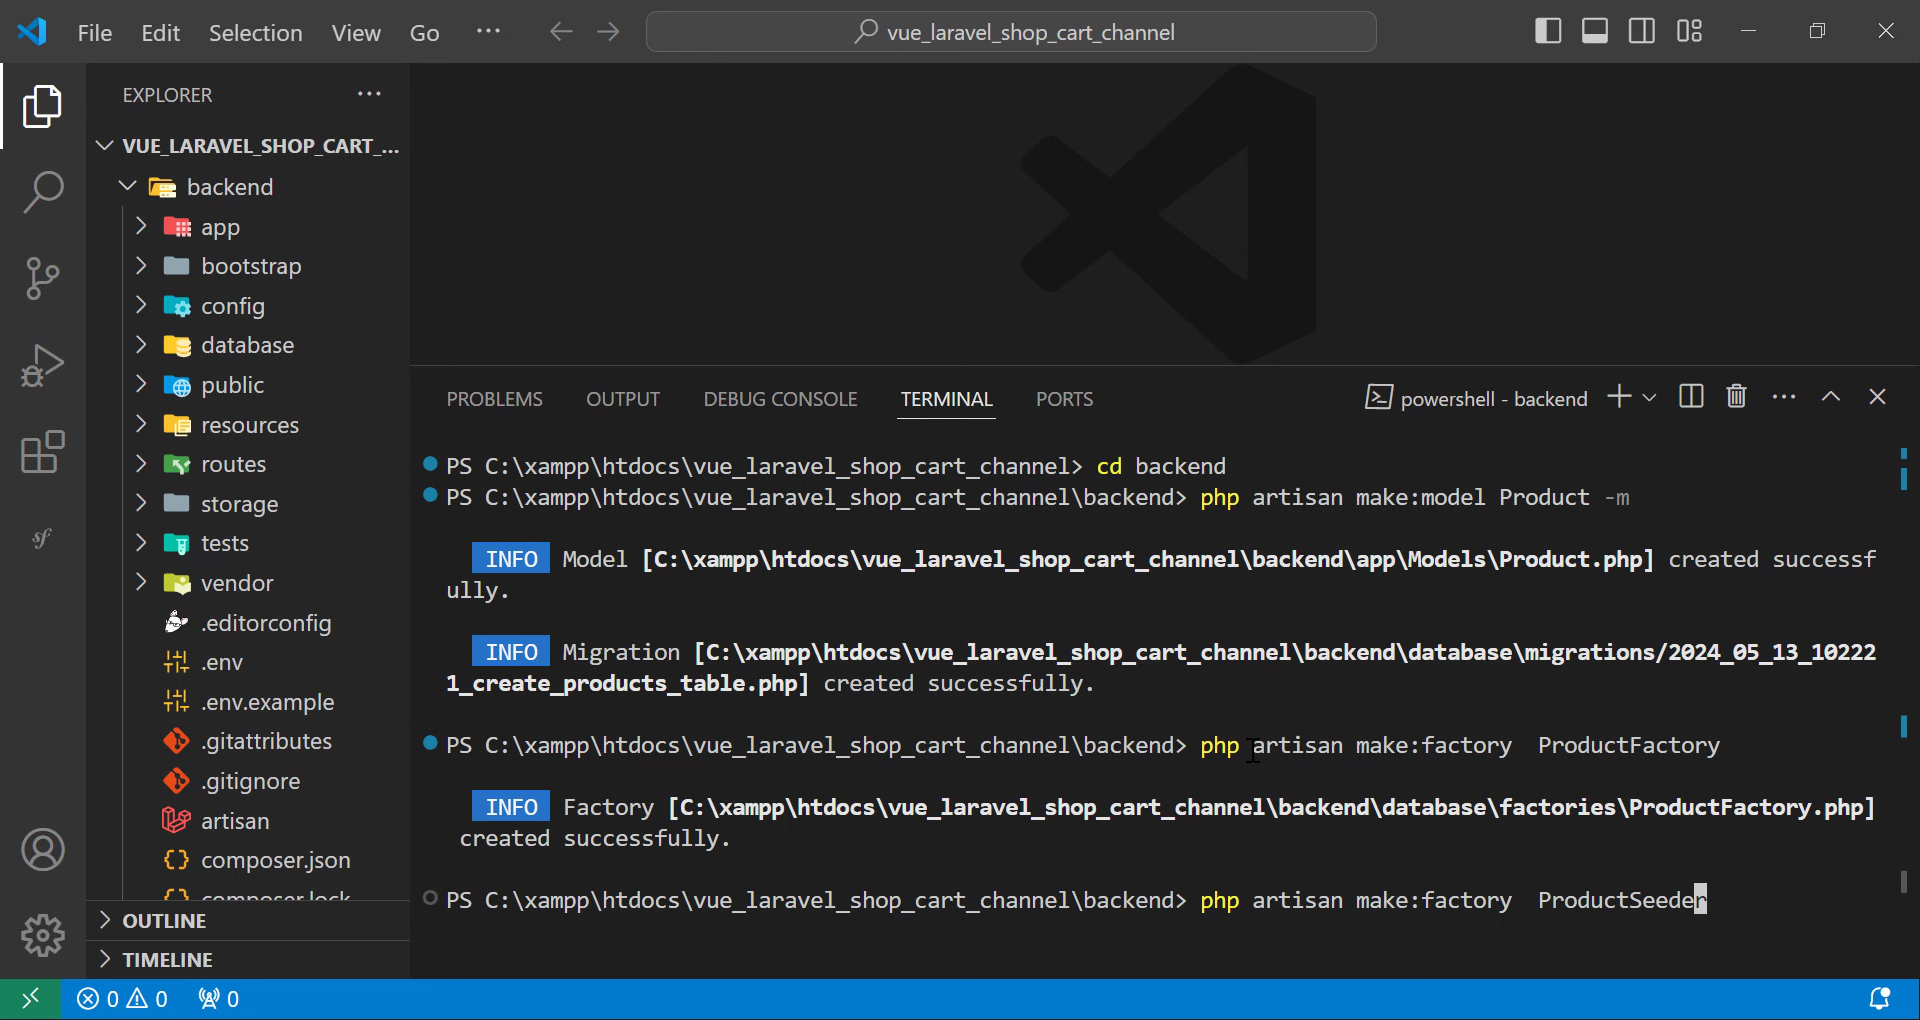 File Edit Selection View Go ··· vue_laravel_shop_cart_channel
EXPLORER ···
VUE_LARAVEL_SHOP_CART_...
backend
app
bootstrap
config
database
public
resources
routes
storage
tests
vendor
.editorconfig
.env
.env.example
.gitattributes
.gitignore
artisan
composer.json
composer.lock
OUTLINE
TIMELINE
PROBLEMS OUTPUT DEBUG CONSOLE TERMINAL PORTS powershell - backend ···
PS C:\xampp\htdocs\vue_laravel_shop_cart_channel> cd backend
PS C:\xampp\htdocs\vue_laravel_shop_cart_channel\backend> php artisan make:model Product -m
INFO Model [C:\xampp\htdocs\vue_laravel_shop_cart_channel\backend\app\Models\Product.php] created successf
ully.
INFO Migration [C:\xampp\htdocs\vue_laravel_shop_cart_channel\backend\database\migrations/2024_05_13_10222
1_create_products_table.php] created successfully.
PS C:\xampp\htdocs\vue_laravel_shop_cart_channel\backend> php artisan make:factory  ProductFactory
INFO Factory [C:\xampp\htdocs\vue_laravel_shop_cart_channel\backend\database\factories\ProductFactory.php]
created successfully.
PS C:\xampp\htdocs\vue_laravel_shop_cart_channel\backend> php artisan make:factory  ProductSeeder
0 0 0